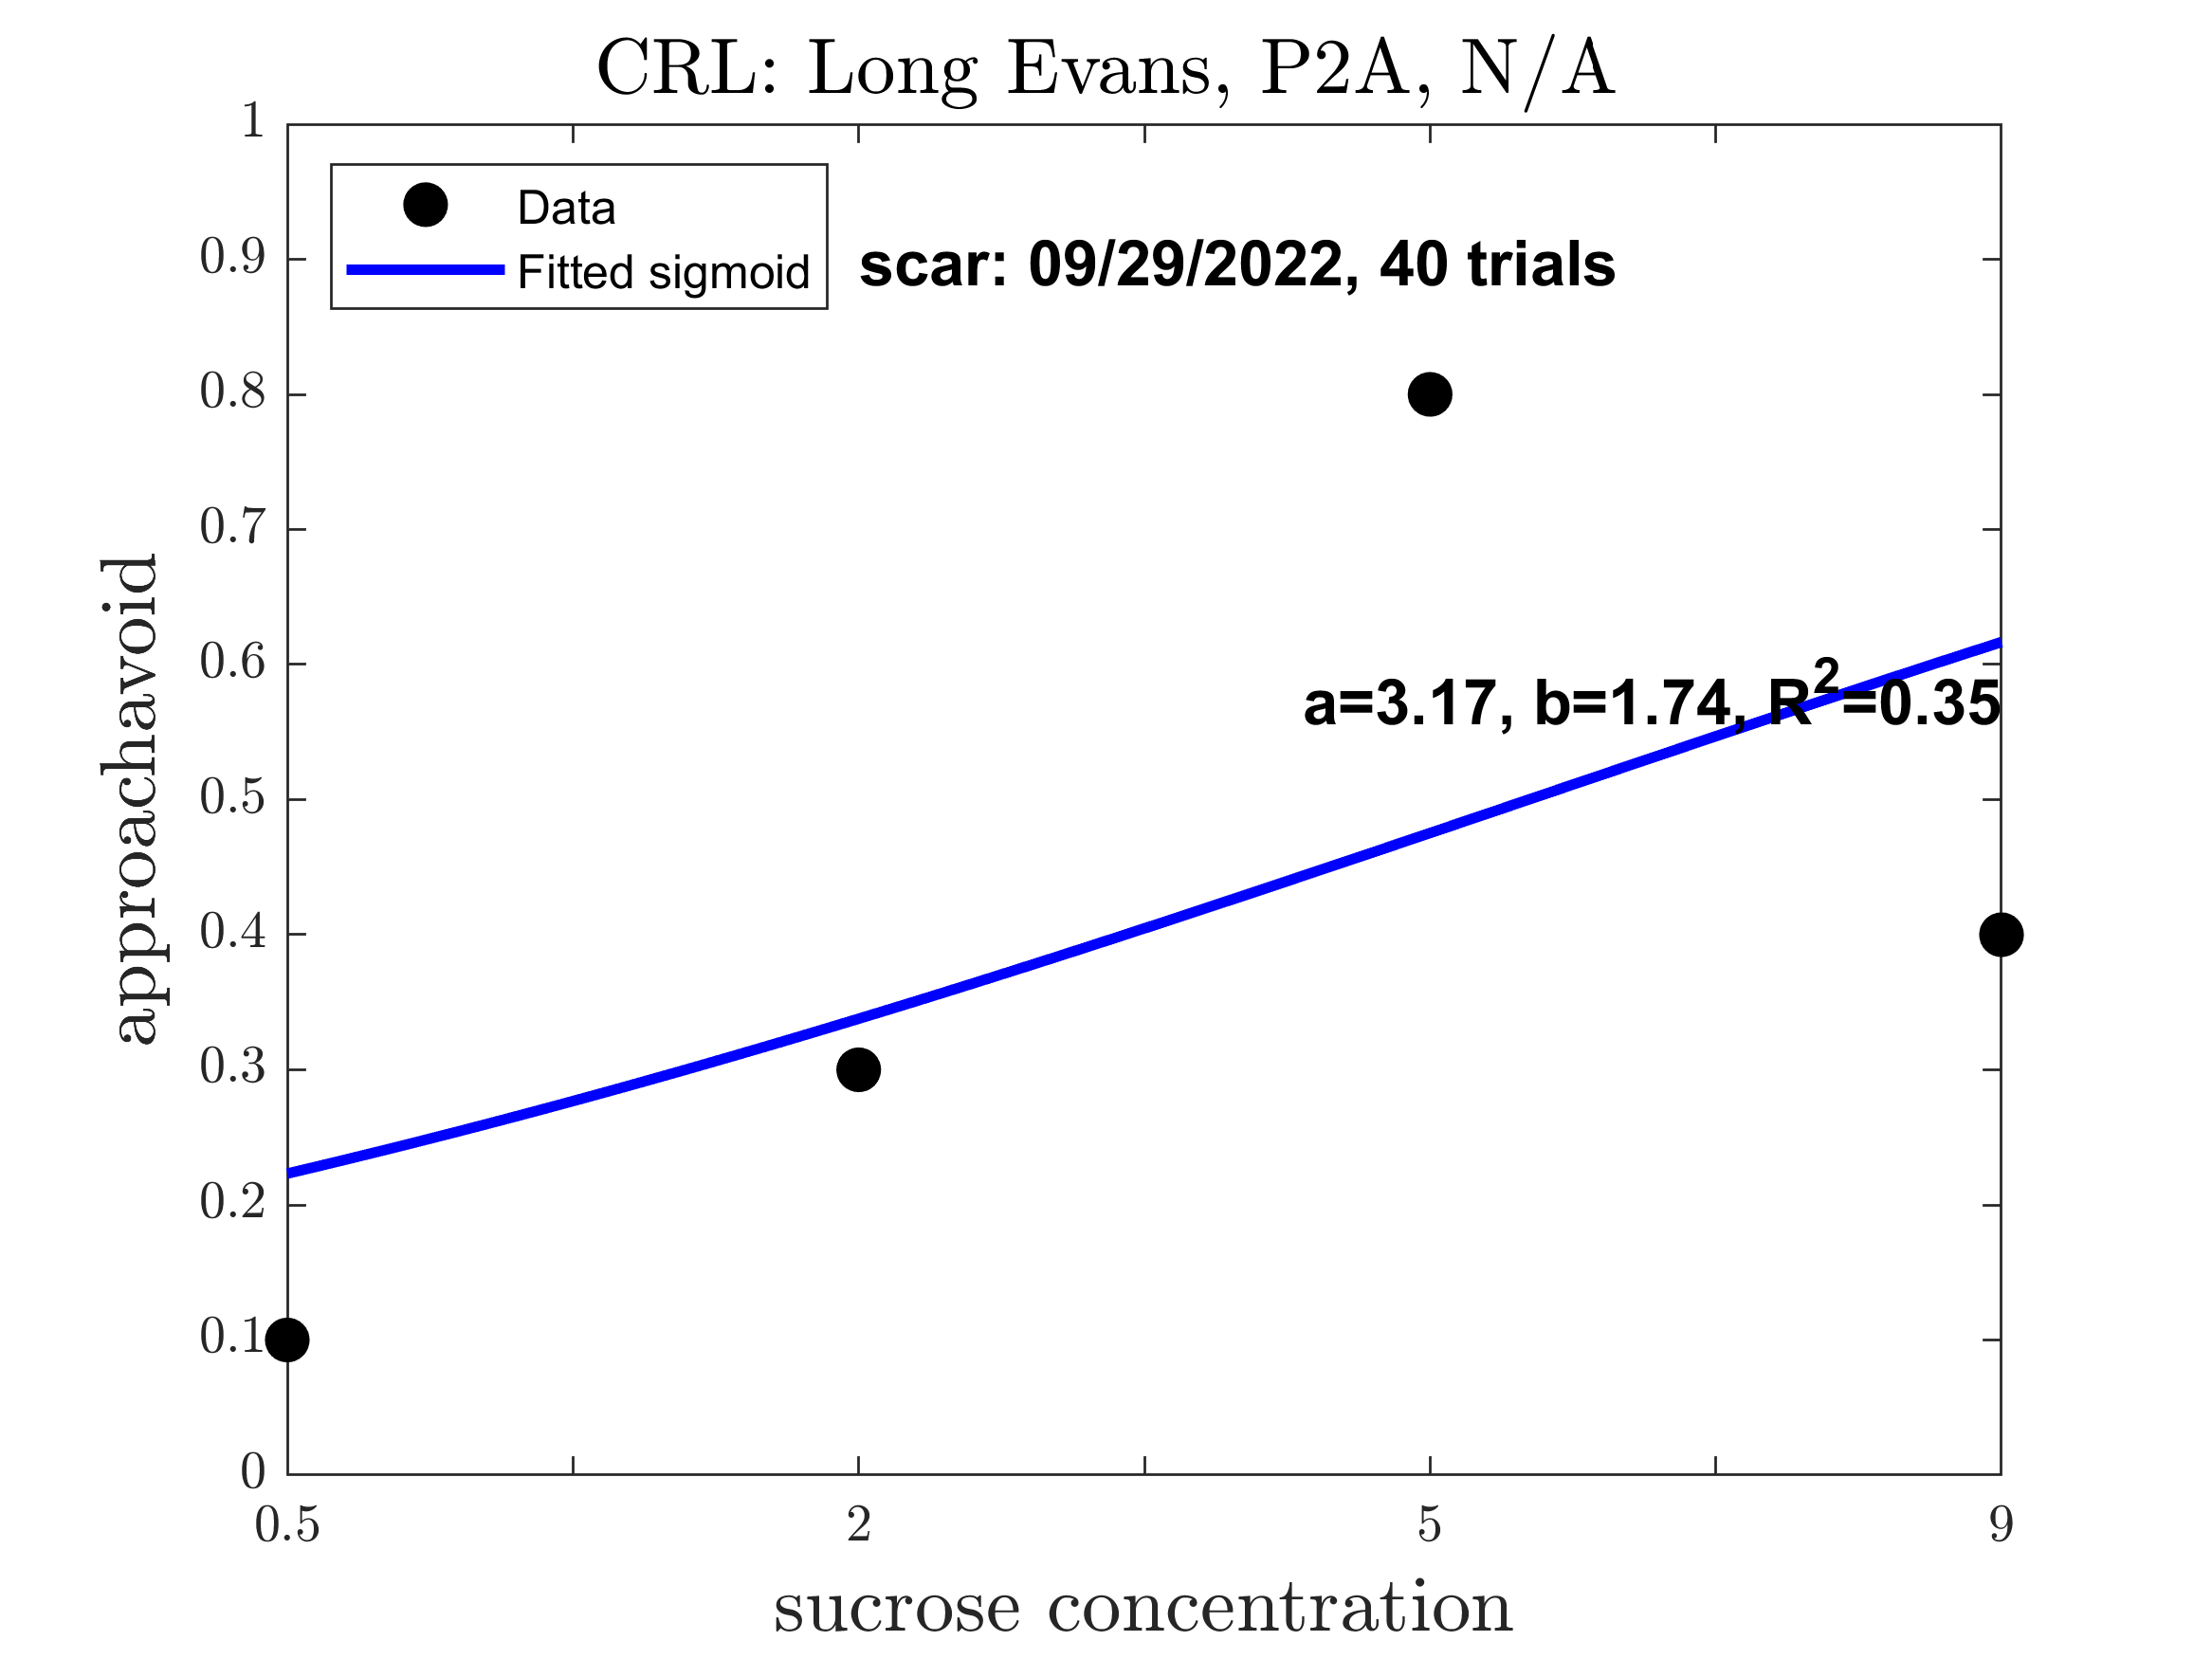 CRL: Long Evans, P2A, N/A
1
Data
Fitted sigmoid
scar: 09/29/2022, 40 trials
0.9
0.8
0.7
0.6
a=3.17, b=1.74, R²=0.35
0.5
0.4
0.3
0.2
0.1
0
approachavoid
0.5 2 5 9
sucrose concentration